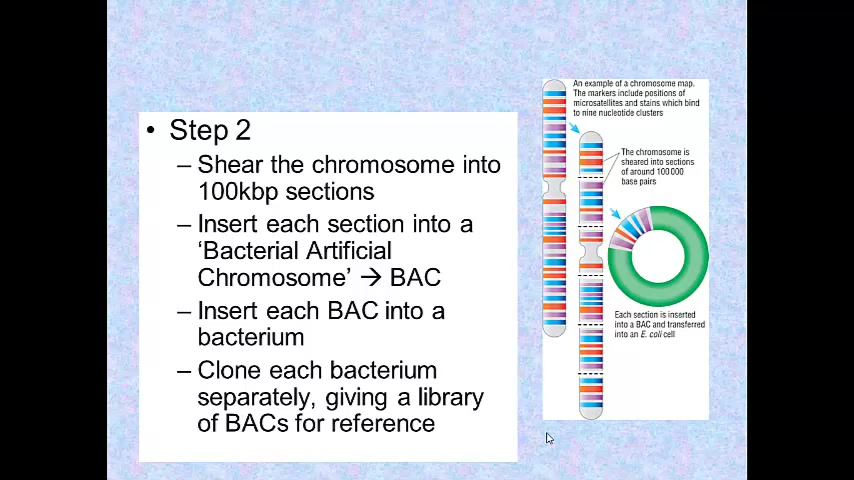 • Step 2
– Shear the chromosome into
100kbp sections
– Insert each section into a
‘Bacterial Artificial
Chromosome’ → BAC
– Insert each BAC into a
bacterium
– Clone each bacterium
separately, giving a library
of BACs for reference
An example of a chromosome map.
The markers include positions of
microsatellites and stains which bind
to nine nucleotide clusters
The chromosome is
sheared into sections
of around 100 000
base pairs
Each section is inserted
into a BAC and transferred
into an E. coli cell